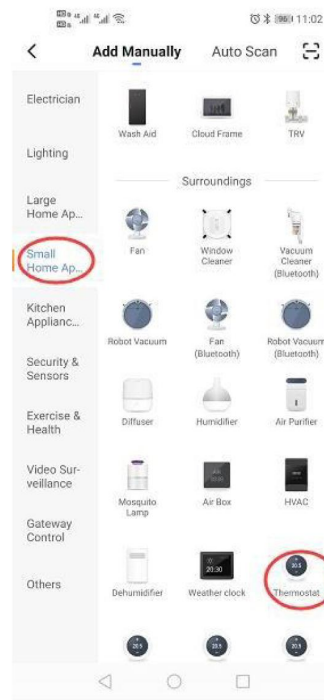 11:02
Add Manually
Auto Scan
Electrician
Lighting
Large
Home Ap...
Small
Home Ap...
Kitchen
Applianc...
Security &
Sensors
Exercise &
Health
Video Sur-
veillance
Gateway
Control
Others
Wash Aid
Cloud Frame
TRV
Surroundings
Fan
Window
Cleaner
Vacuum
Cleaner
(Bluetooth)
Robot Vacuum
Fan
(Bluetooth)
Robot Vacuum
(Bluetooth)
Diffuser
Humidifier
Air Purifier
Mosquito
Lamp
Air Box
HVAC
Dehumidifier
20:30
Weather clock
Thermostat